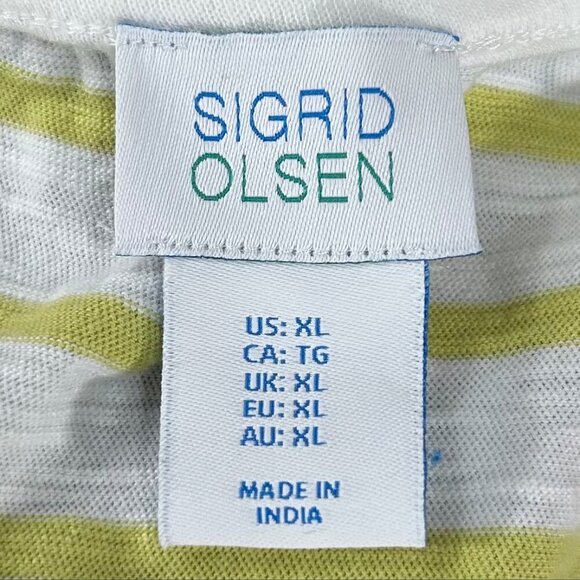 SIGRID
OLSEN
US: XL
CA: TG
UK: XL
EU: XL
AU: XL
MADE IN
INDIA